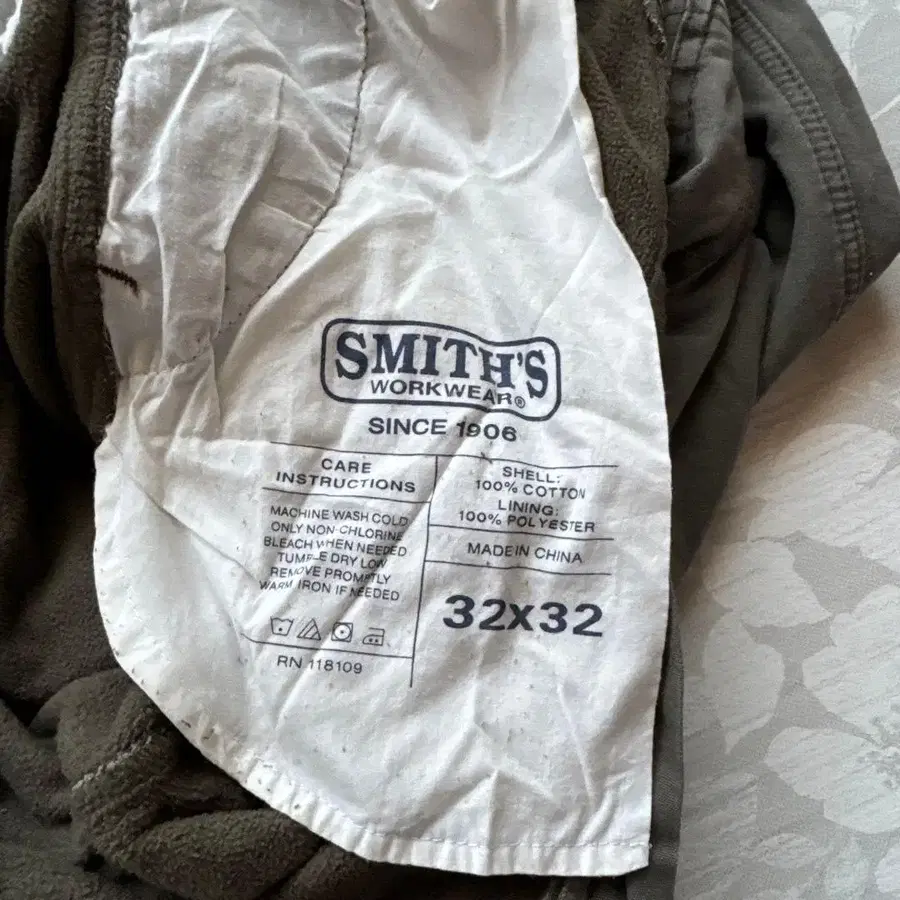 SMITH'S
WORKWEAR®
SINCE 1906
CARE
INSTRUCTIONS
MACHINE WASH COLD
ONLY NON-CHLORINE
BLEACH WHEN NEEDED
TUMBLE DRY LOW
REMOVE PROMPTLY
WARM IRON IF NEEDED
RN 118109
SHELL:
100% COTTON
LINING:
100% POLYESTER
MADE IN CHINA
32X32